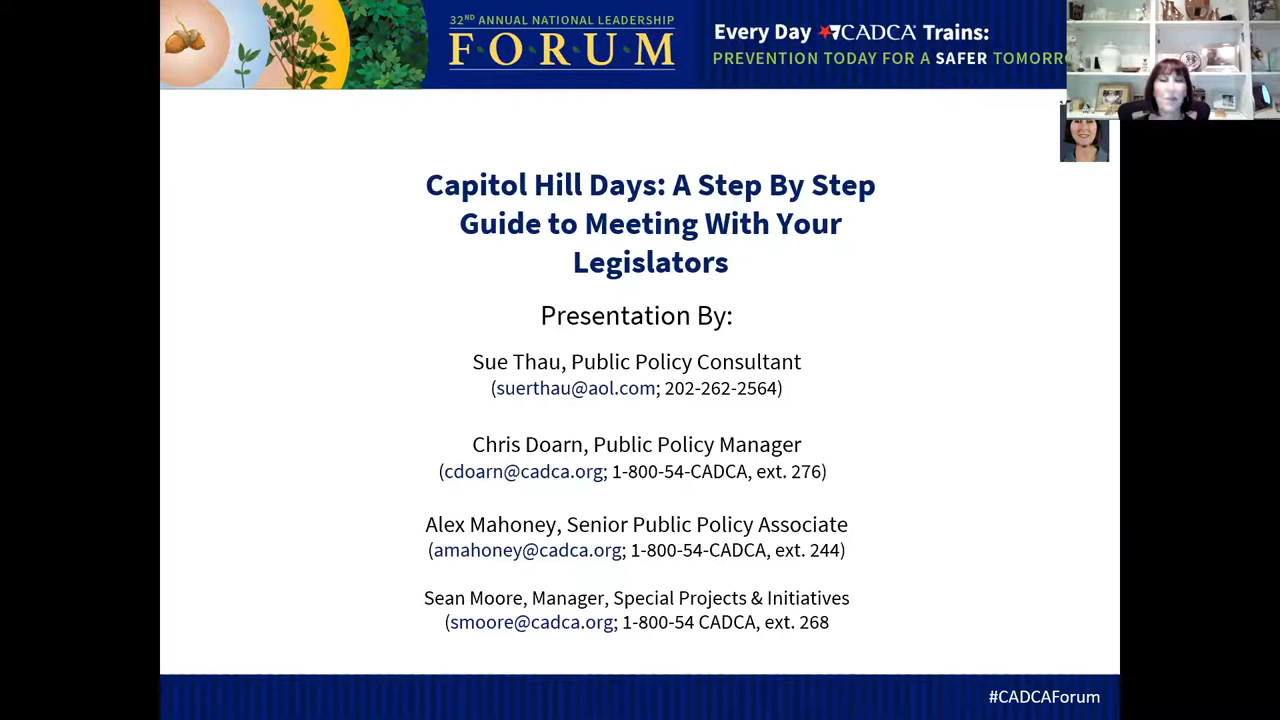 32ND ANNUAL NATIONAL LEADERSHIP
FORUM
Every Day CADCA Trains:
PREVENTION TODAY FOR A SAFER TOMORR
Capitol Hill Days: A Step By Step
Guide to Meeting With Your
Legislators
Presentation By:
Sue Thau, Public Policy Consultant
(suerthau@aol.com; 202-262-2564)
Chris Doarn, Public Policy Manager
(cdoarn@cadca.org; 1-800-54-CADCA, ext. 276)
Alex Mahoney, Senior Public Policy Associate
(amahoney@cadca.org; 1-800-54-CADCA, ext. 244)
Sean Moore, Manager, Special Projects & Initiatives
(smoore@cadca.org; 1-800-54 CADCA, ext. 268
#CADCAForum